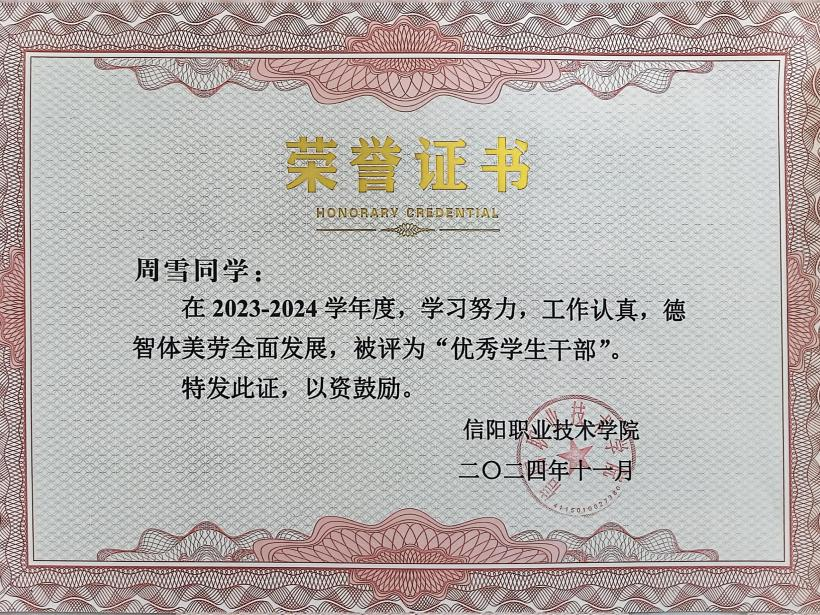 荣誉证书
HONORARY CREDENTIAL
周雪同学：
在 2023-2024 学年度，学习努力，工作认真，德
智体美劳全面发展，被评为“优秀学生干部”。
特发此证，以资鼓励。
信阳职业技术学院
二〇二四年十一月